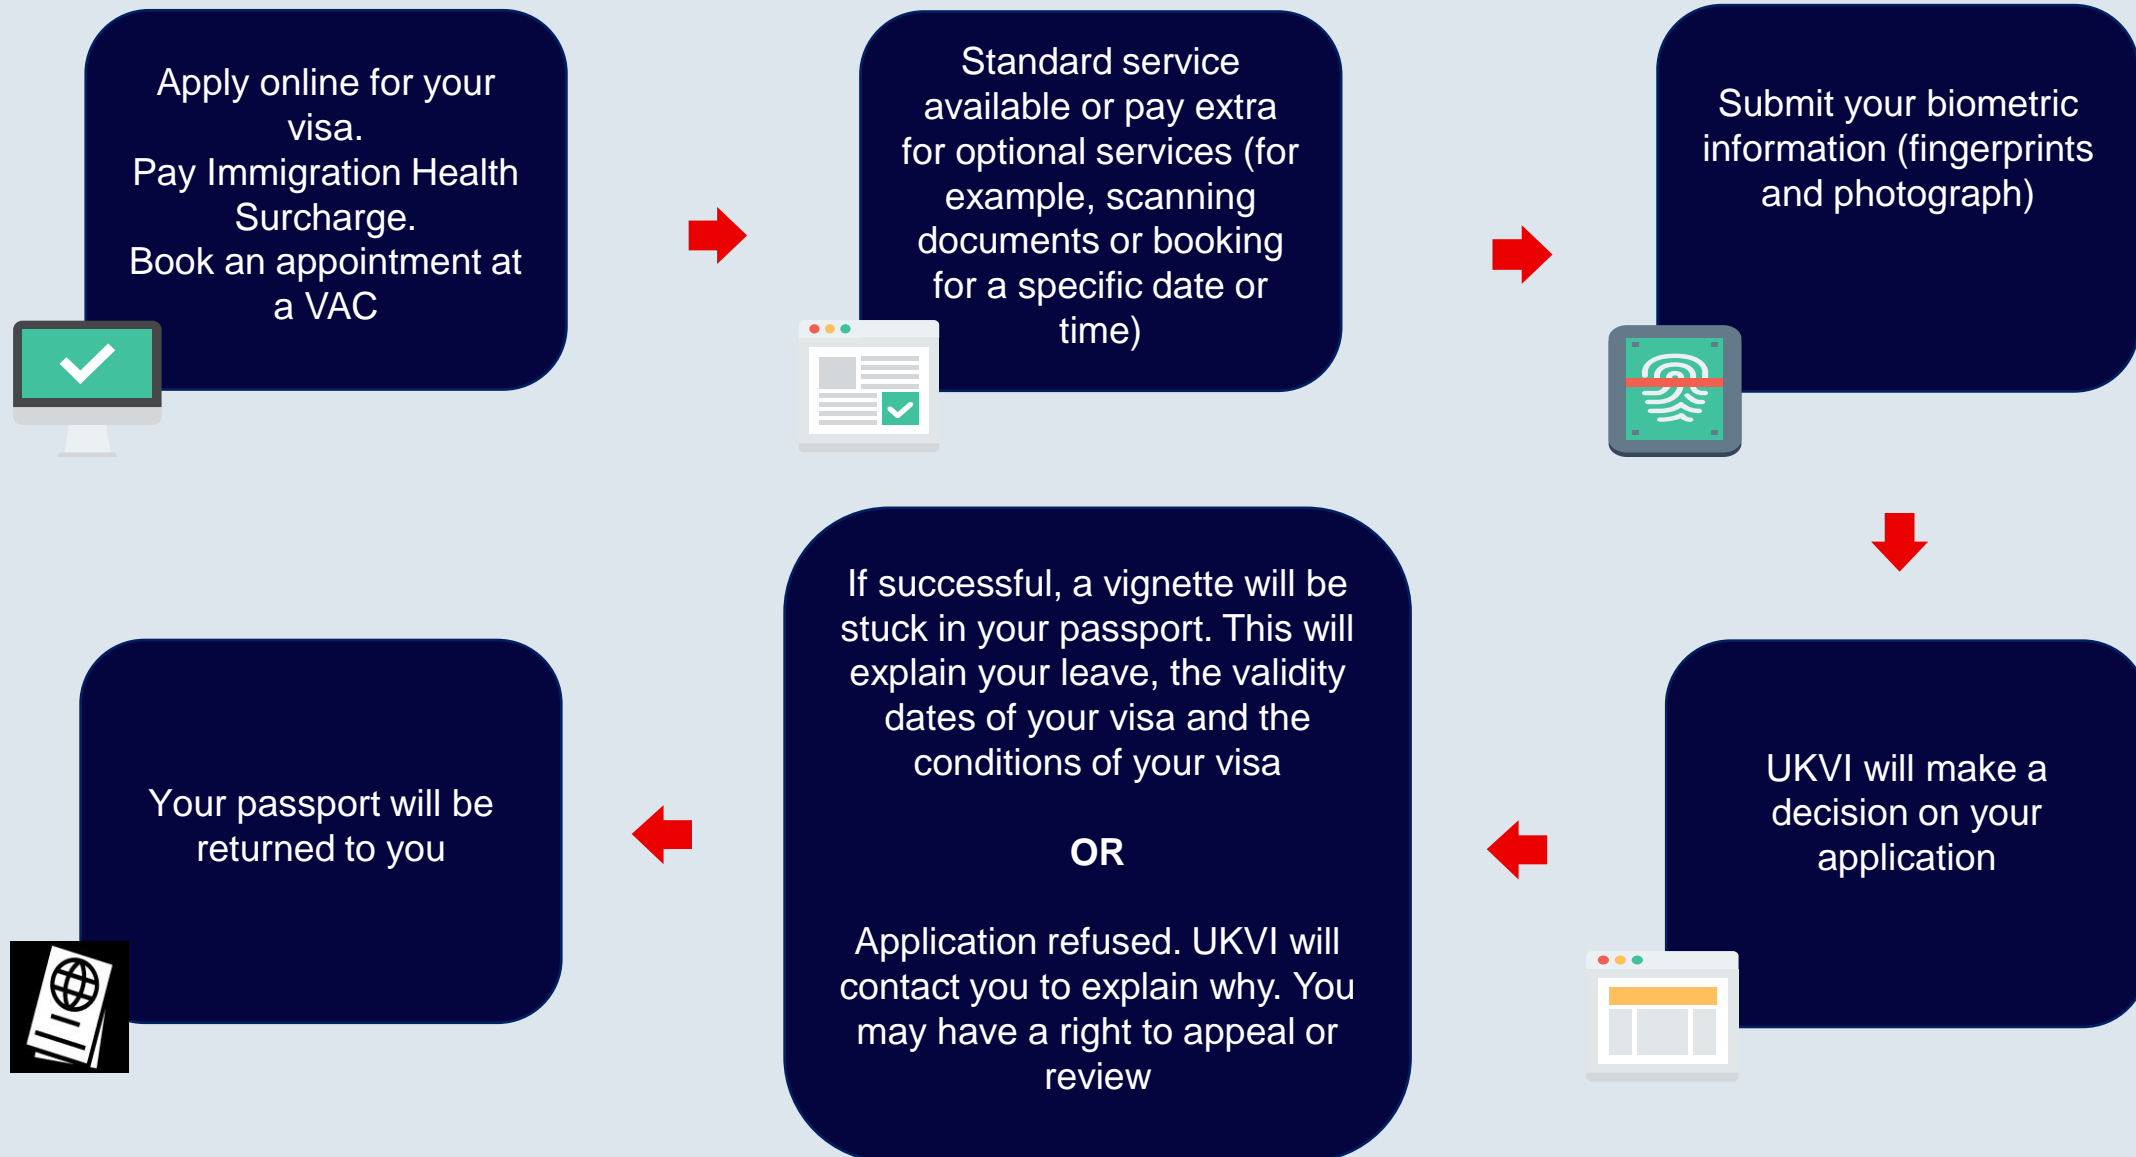 Apply online for your
visa.
Pay Immigration Health
Surcharge.
Book an appointment at
a VAC
Standard service
available or pay extra
for optional services (for
example, scanning
documents or booking
for a specific date or
time)
Submit your biometric
information (fingerprints
and photograph)
UKVI will make a
decision on your
application
If successful, a vignette will be
stuck in your passport. This will
explain your leave, the validity
dates of your visa and the
conditions of your visa
OR
Application refused. UKVI will
contact you to explain why. You
may have a right to appeal or
review
Your passport will be
returned to you